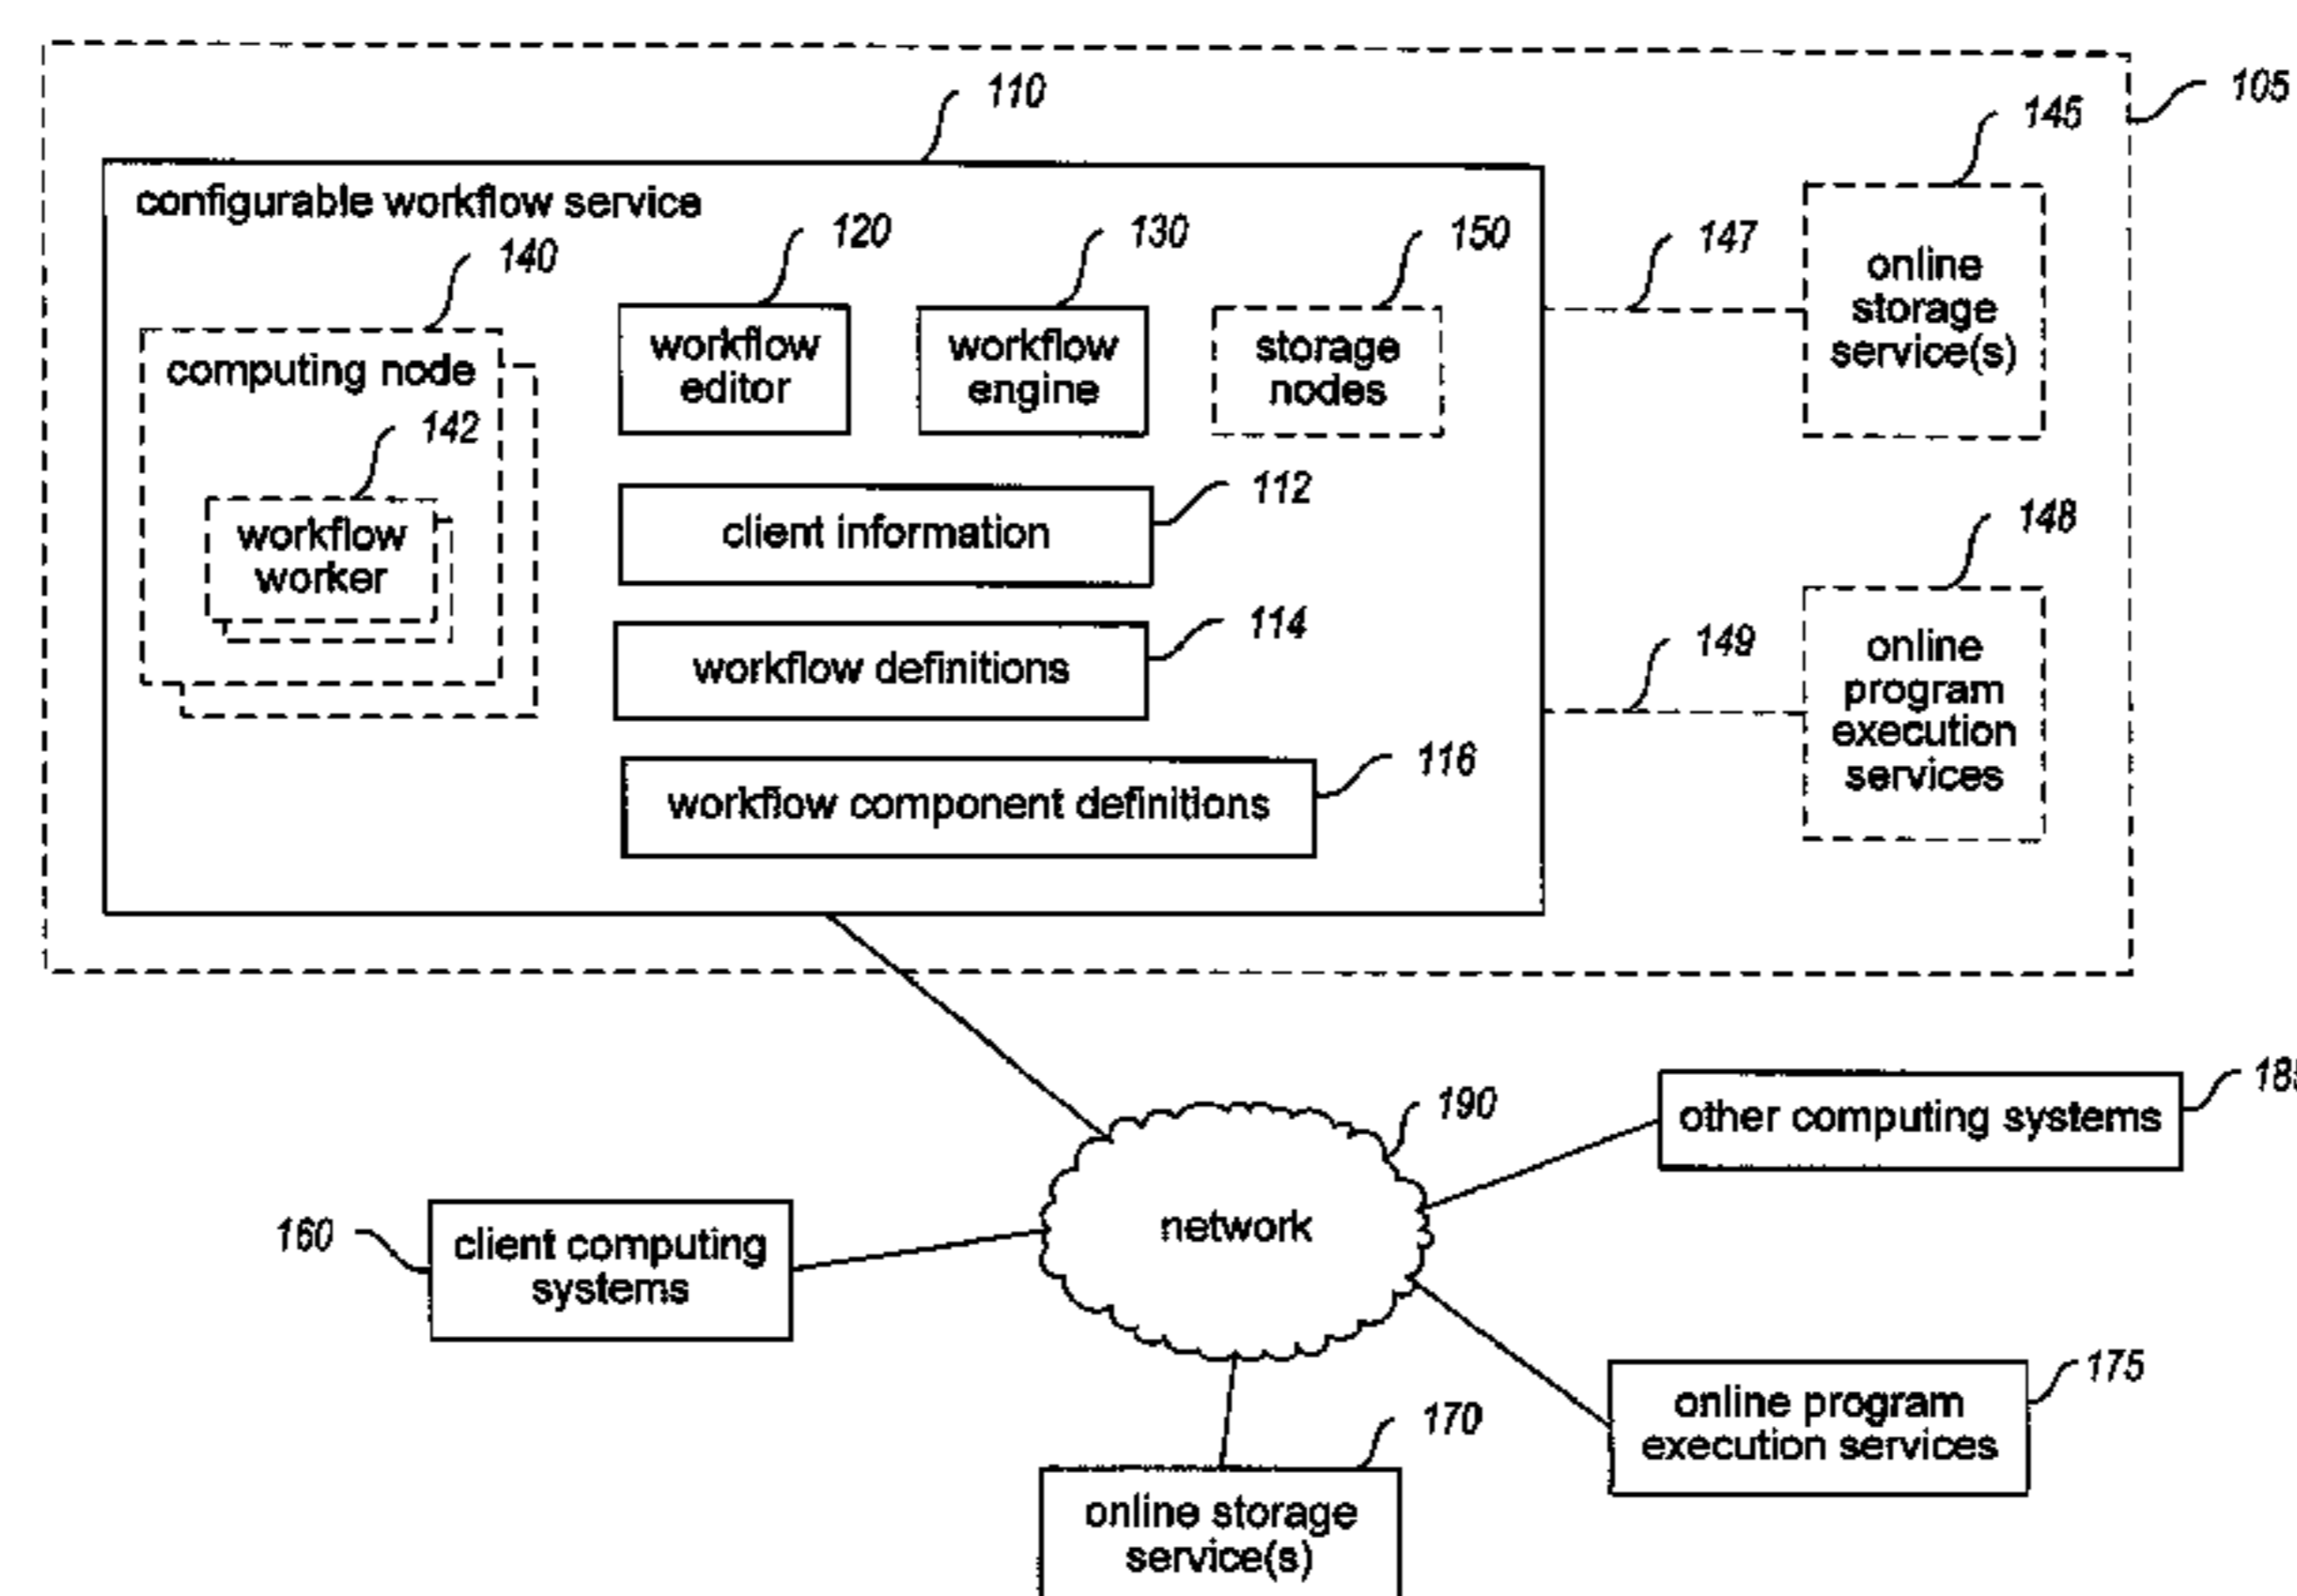 110
105
145
configurable workflow service
140
120
130
150
147
online
storage
service(s)
computing node
workflow
editor
workflow
engine
storage
nodes
142
workflow
worker
112
client information
148
114
workflow definitions
149
online
program
execution
services
116
workflow component definitions
190
other computing systems
160
client computing
systems
network
175
online program
execution services
170
online storage
service(s)